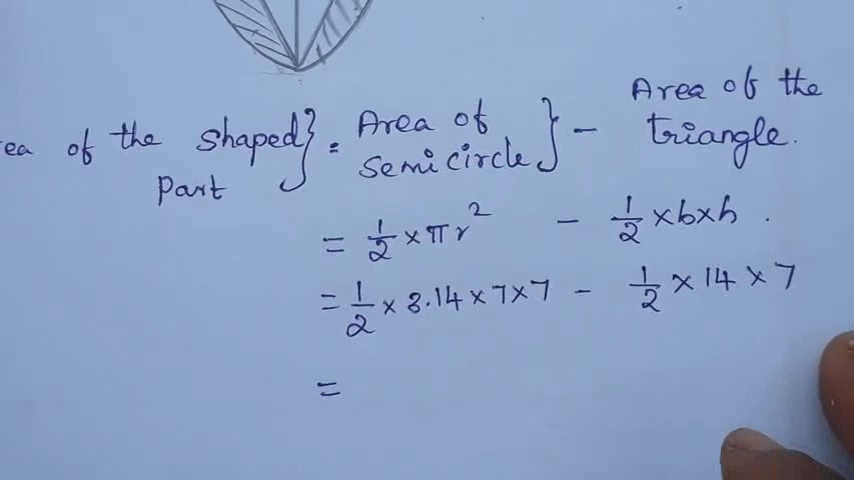 ea of the shaped } = Area of } - Area of the
part semicircle triangle.
= 1/2 × πr² - 1/2 × b × h .
= 1/2 × 3.14 × 7 × 7 - 1/2 × 14 × 7
=